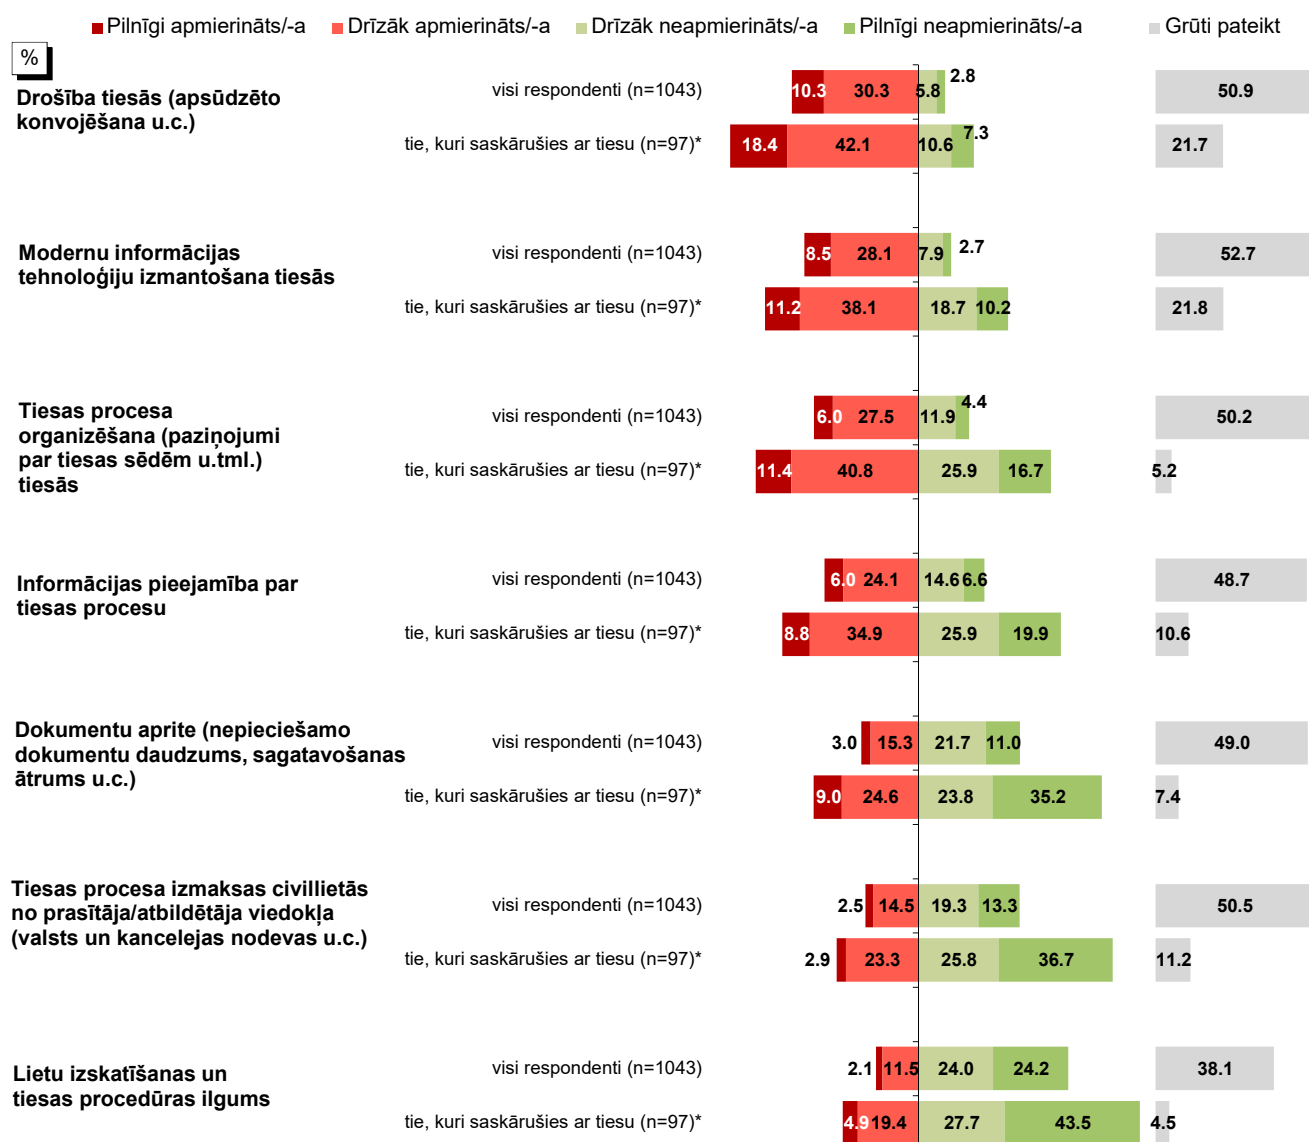 Pilnīgi apmierināts/-a Drīzāk apmierināts/-a Drīzāk neapmierināts/-a Pilnīgi neapmierināts/-a Grūti pateikt
%
Drošība tiesās (apsūdzēto
konvojēšana u.c.)
visi respondenti (n=1043) 10.3 30.3 5.8 2.8 50.9
tie, kuri saskārušies ar tiesu (n=97)* 18.4 42.1 10.6 7.3 21.7
Modernu informācijas
tehnoloģiju izmantošana tiesās
visi respondenti (n=1043) 8.5 28.1 7.9 2.7 52.7
tie, kuri saskārušies ar tiesu (n=97)* 11.2 38.1 18.7 10.2 21.8
Tiesas procesa
organizēšana (paziņojumi
par tiesas sēdēm u.tml.)
tiesās
visi respondenti (n=1043) 6.0 27.5 11.9 4.4 50.2
tie, kuri saskārušies ar tiesu (n=97)* 11.4 40.8 25.9 16.7 5.2
Informācijas pieejamība par
tiesas procesu
visi respondenti (n=1043) 6.0 24.1 14.6 6.6 48.7
tie, kuri saskārušies ar tiesu (n=97)* 8.8 34.9 25.9 19.9 10.6
Dokumentu aprite (nepieciešamo
dokumentu daudzums, sagatavošanas
ātrums u.c.)
visi respondenti (n=1043) 3.0 15.3 21.7 11.0 49.0
tie, kuri saskārušies ar tiesu (n=97)* 9.0 24.6 23.8 35.2 7.4
Tiesas procesa izmaksas civillietās
no prasītāja/atbildētāja viedokļa
(valsts un kancelejas nodevas u.c.)
visi respondenti (n=1043) 2.5 14.5 19.3 13.3 50.5
tie, kuri saskārušies ar tiesu (n=97)* 2.9 23.3 25.8 36.7 11.2
Lietu izskatīšanas un
tiesas procedūras ilgums
visi respondenti (n=1043) 2.1 11.5 24.0 24.2 38.1
tie, kuri saskārušies ar tiesu (n=97)* 4.9 19.4 27.7 43.5 4.5